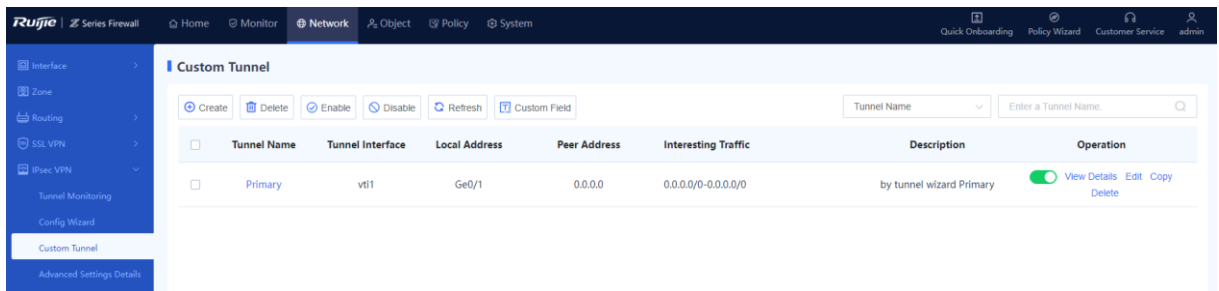 Ruijie | Z Series Firewall Home Monitor Network Object Policy System Quick Onboarding Policy Wizard Customer Service admin
Interface
Zone
Routing
SSL VPN
IPsec VPN
Tunnel Monitoring
Config Wizard
Custom Tunnel
Advanced Settings Details
Custom Tunnel
Create Delete Enable Disable Refresh Custom Field Tunnel Name Enter a Tunnel Name.
Tunnel Name Tunnel Interface Local Address Peer Address Interesting Traffic Description Operation
Primary vti1 Ge0/1 0.0.0.0 0.0.0.0/0-0.0.0.0/0 by tunnel wizard Primary View Details Edit Copy
Delete